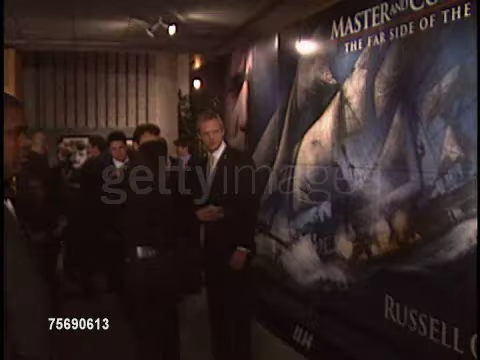 MASTER AND CO
THE FAR SIDE OF THE
gettyimages
RUSSELL C
75690613